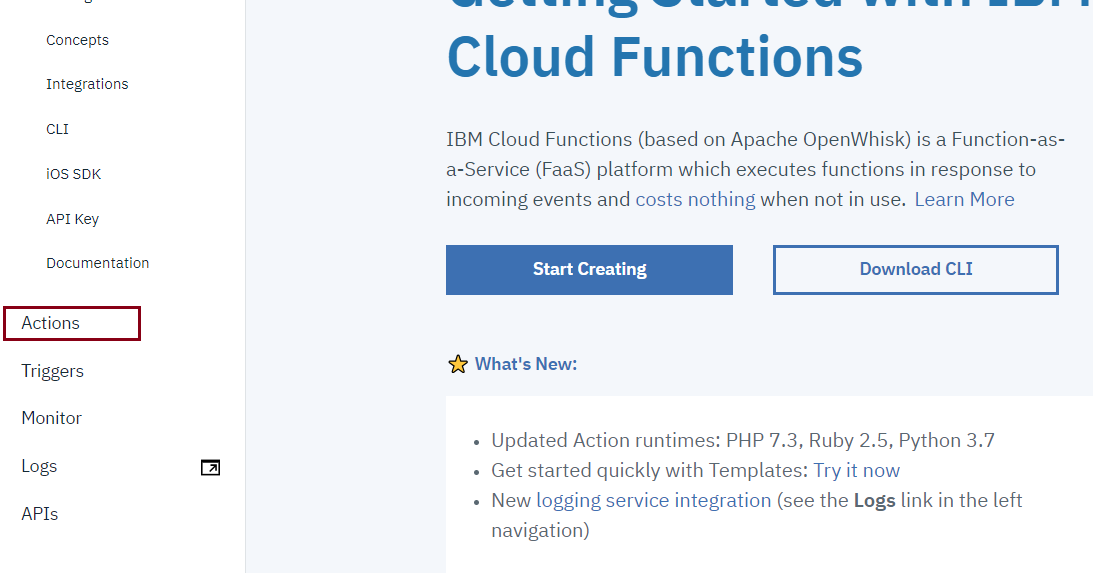 Concepts
Integrations
CLI
iOS SDK
API Key
Documentation
Actions
Triggers
Monitor
Logs
APIs
Getting Started with IBM
Cloud Functions
IBM Cloud Functions (based on Apache OpenWhisk) is a Function-as-
a-Service (FaaS) platform which executes functions in response to
incoming events and costs nothing when not in use. Learn More
Start Creating
Download CLI
What's New:
• Updated Action runtimes: PHP 7.3, Ruby 2.5, Python 3.7
• Get started quickly with Templates: Try it now
• New logging service integration (see the Logs link in the left
navigation)